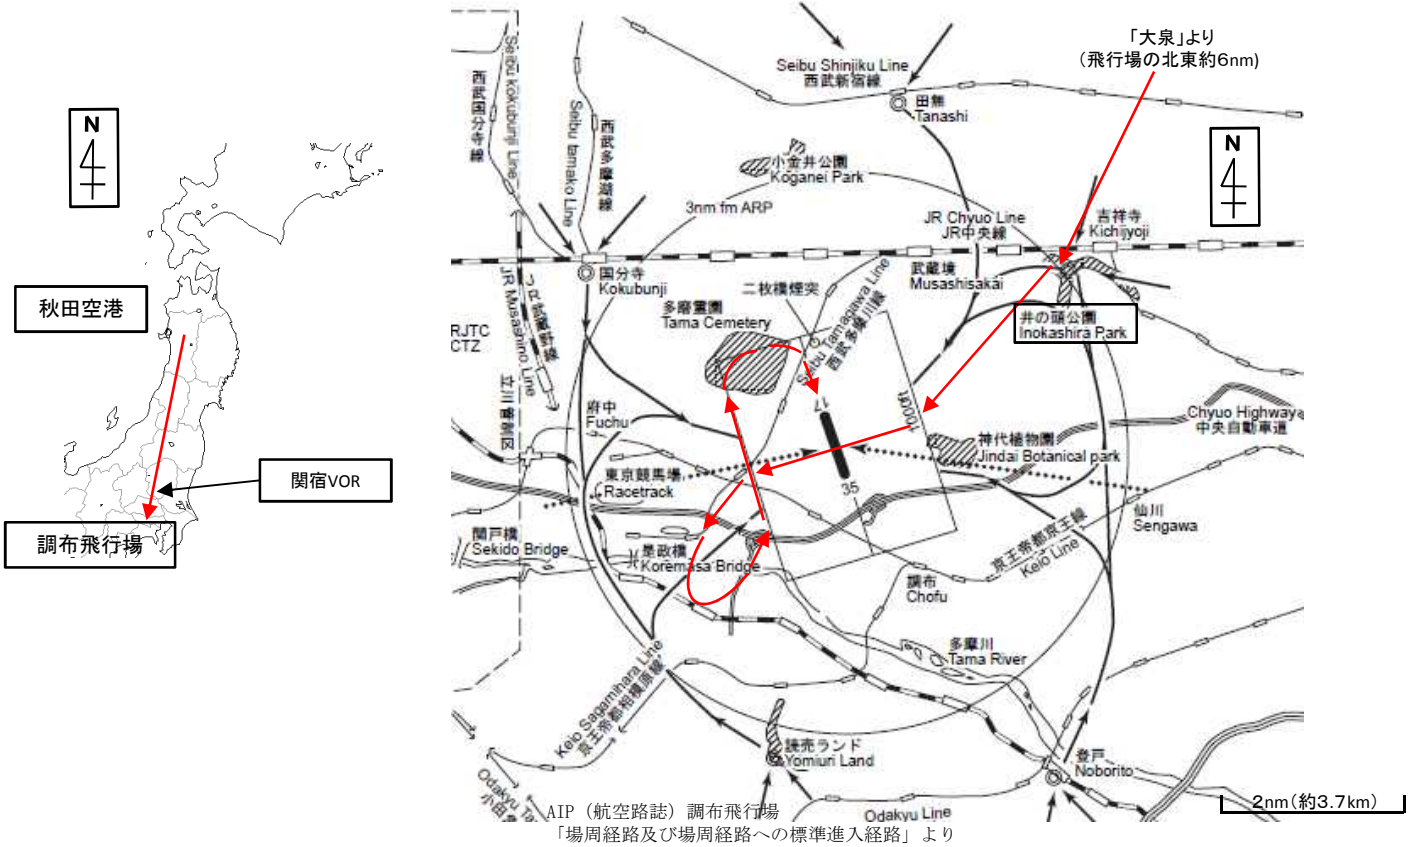 N
秋田空港
関宿VOR
調布飛行場
「大泉」より
(飛行場の北東約6nm)
N
Seibu Shinjiku Line
西武新宿線
田無
Tanashi
Seibu kokubunji Line
西武国分寺線
Seibu tamako Line
西武多摩湖線
小金井公園
Koganei Park
3nm fm ARP
JR Chyuo Line
JR中央線
吉祥寺
Kichijyoji
国分寺
Kokubunji
武蔵境
Musashisakai
二枚橋煙突
多磨霊園
Tama Cemetery
Seibu Tamagawa Line
西武多摩川線
井の頭公園
Inokashira Park
RJTC
CTZ
JR Musashino Line
立川管制区
府中
Fuchu
17
1000ft
35
Chyuo Highway
中央自動車道
神代植物園
Jindai Botanical park
東京競馬場
Racetrack
仙川
Sengawa
関戸橋
Sekido Bridge
是政橋
Koremasa Bridge
京王帝都京王線
Keio Line
調布
Chofu
多摩川
Tama River
Keio Sagamihara Line
京王帝都相模原線
読売ランド
Yomiuri Land
登戸
Noborito
Odakyu
Odakyu Line
2nm(約3.7km)
AIP（航空路誌）調布飛行場
「場周経路及び場周経路への標準進入経路」より